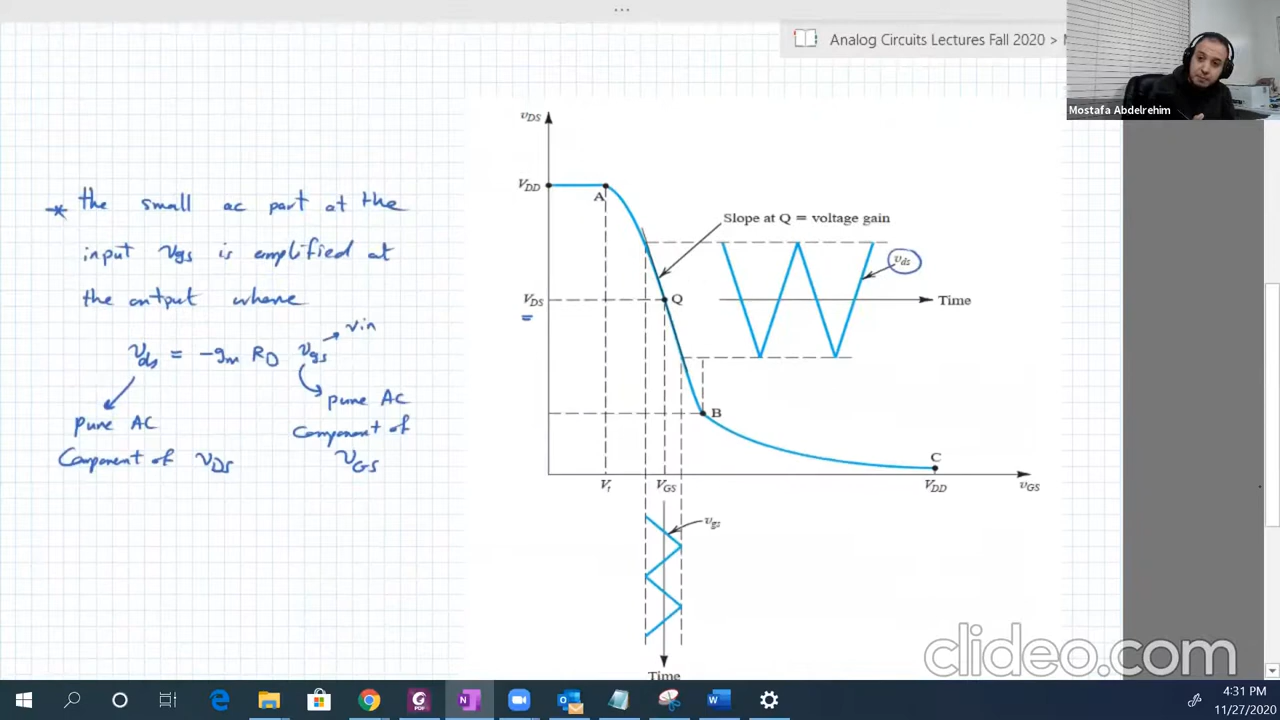 Analog Circuits Lectures Fall 2020 >
Mostafa Abdelrehim
* the small ac part at the
input vgs is amplified at
the output where
vds = -gm RD vgs → vin
pure AC
Component of vDS
pure AC
Component of
VGS
vDS
VDD
A
Slope at Q = voltage gain
vds
VDS
=
Q
Time
B
C
Vt
VGS
VDD
vGS
vgs
Time
clideo.com
4:31 PM
11/27/2020